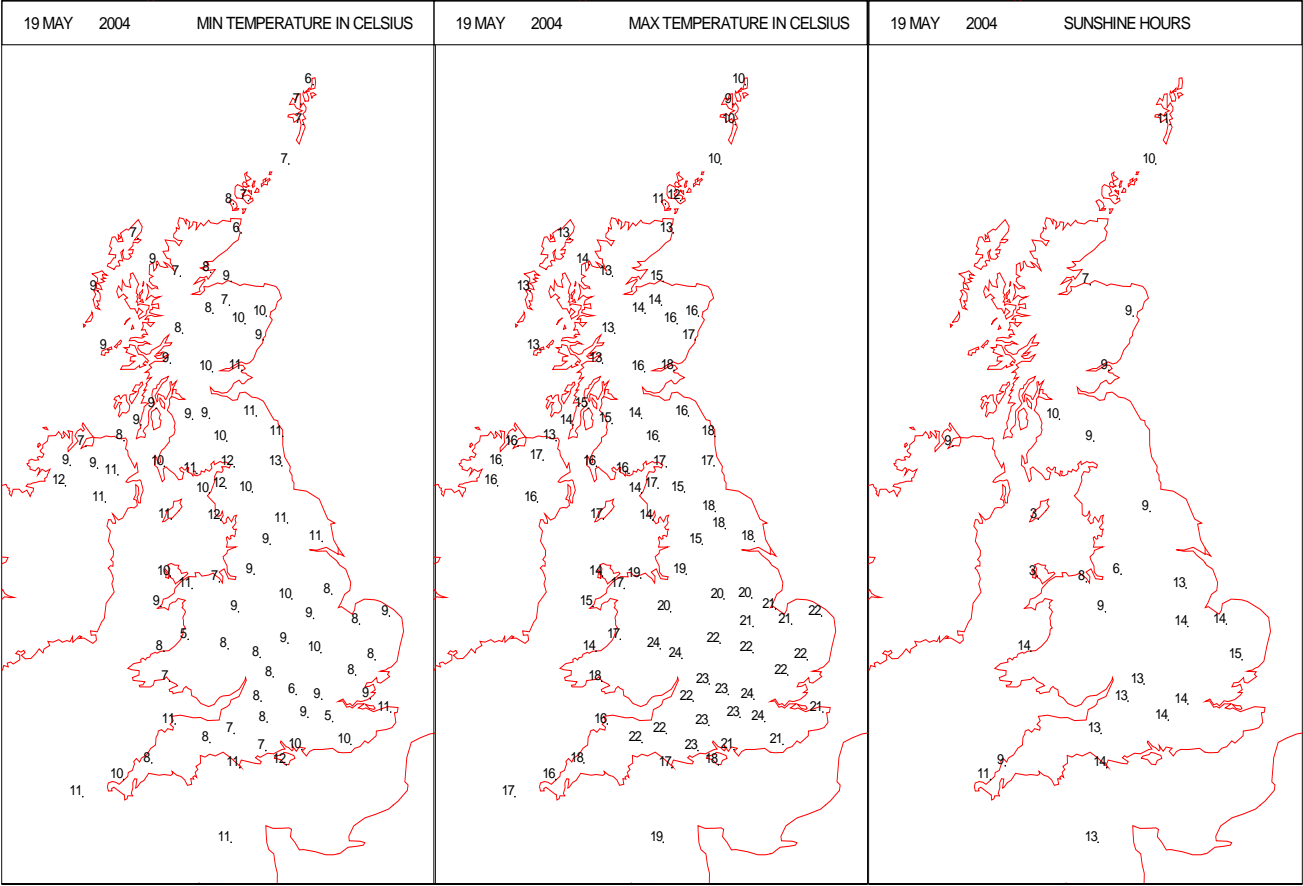 19 MAY 2004 MIN TEMPERATURE IN CELSIUS
6.
7.
7.
7.
8. 7.
6.
7.
9. 7. 8.
9.
9.
7.
8. 10.
10.
8. 9.
9.
9. 10. 11.
9.
9. 9. 9. 11.
7. 8. 10. 11.
9. 9. 11. 10. 11. 12. 13.
12. 12.
11. 10. 10.
11. 12. 11.
9. 11.
10. 11. 7. 9.
10. 8.
9. 9. 9. 8. 9.
5.
8. 8. 9. 10.
8. 8.
7. 8. 8.
8. 6. 9. 9.
11. 8. 9. 5. 11.
8. 7.
7. 10. 10.
8. 11. 12.
10.
11.
11.
19 MAY 2004 MAX TEMPERATURE IN CELSIUS
10.
9.
10.
10.
11. 12.
13. 13.
14. 13.
15.
13.
14. 14.
16.
13. 16.
17.
13.
13. 16. 18.
15.
14. 15. 14. 16.
16. 13. 16. 18.
16. 17. 16. 16. 17. 18.
16. 17.
16. 14. 15.
17. 14. 18.
18.
15. 18.
14. 17. 19. 19.
20. 20.
15. 20. 21. 21. 21. 22.
17.
14. 24. 24. 22. 22. 22.
18. 23. 22.
22. 23. 24.
16. 22. 23. 23. 24. 21.
22. 23. 21. 21.
18. 17. 18.
16.
17.
19.
19 MAY 2004 SUNSHINE HOURS
11.
10.
7.
9.
9.
10.
9. 9.
9.
3.
3. 8. 6. 13.
9. 14. 14.
14. 15.
13.
13. 14.
13. 14.
9. 14.
11.
13.